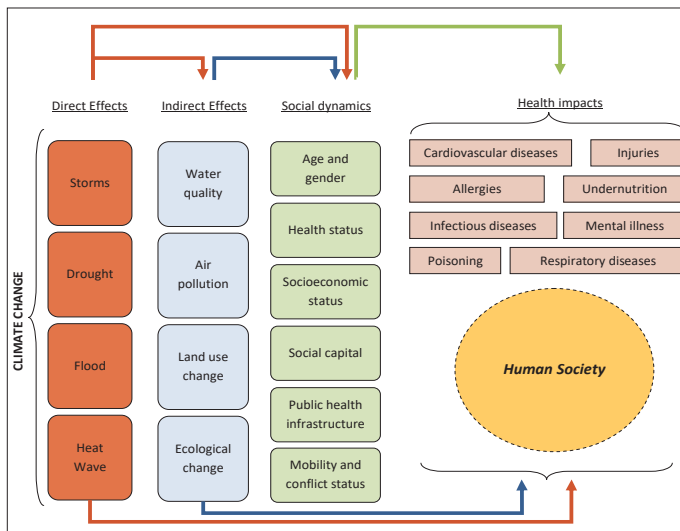 Direct Effects
Indirect Effects
Social dynamics
Health impacts
CLIMATE CHANGE
Storms
Drought
Flood
Heat
Wave
Water
quality
Air
pollution
Land use
change
Ecological
change
Age and
gender
Health status
Socioeconomic
status
Social capital
Public health
infrastructure
Mobility and
conflict status
Cardiovascular diseases
Injuries
Allergies
Undernutrition
Infectious diseases
Mental illness
Poisoning
Respiratory diseases
Human Society